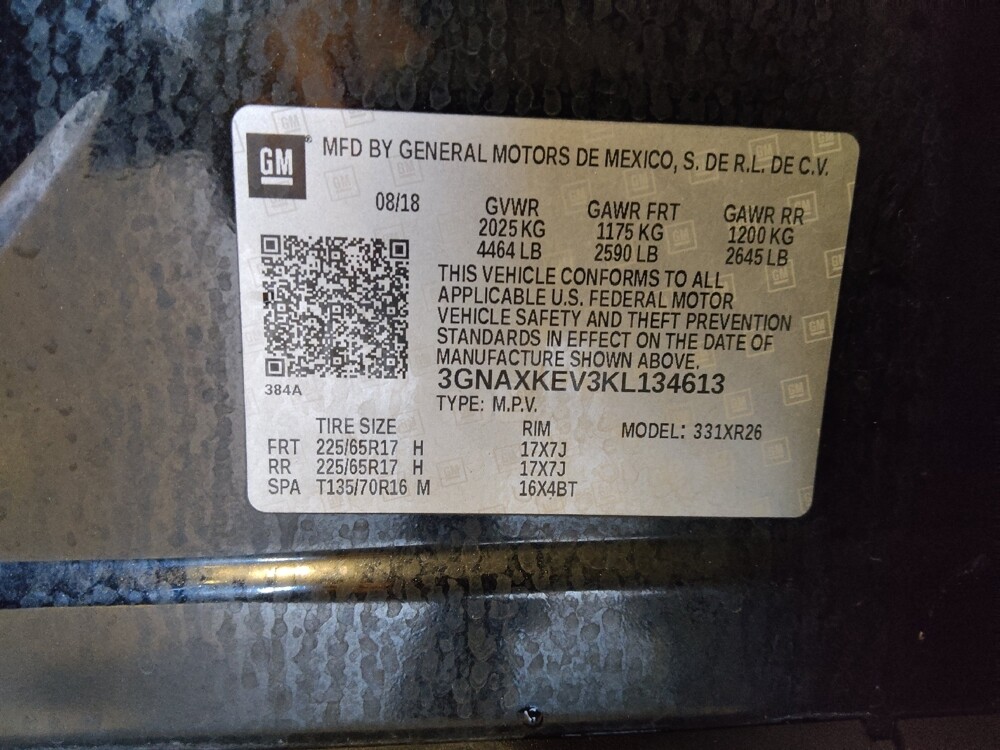 GM
MFD BY GENERAL MOTORS DE MEXICO, S. DE R.L. DE C.V.
08/18 GVWR GAWR FRT GAWR RR
2025 KG 1175 KG 1200 KG
4464 LB 2590 LB 2645 LB
THIS VEHICLE CONFORMS TO ALL
APPLICABLE U.S. FEDERAL MOTOR
VEHICLE SAFETY AND THEFT PREVENTION
STANDARDS IN EFFECT ON THE DATE OF
MANUFACTURE SHOWN ABOVE.
3GNAXKEV3KL134613
384A
TYPE: M.P.V.
TIRE SIZE RIM MODEL: 331XR26
FRT 225/65R17 H 17X7J
RR 225/65R17 H 17X7J
SPA T135/70R16 M 16X4BT